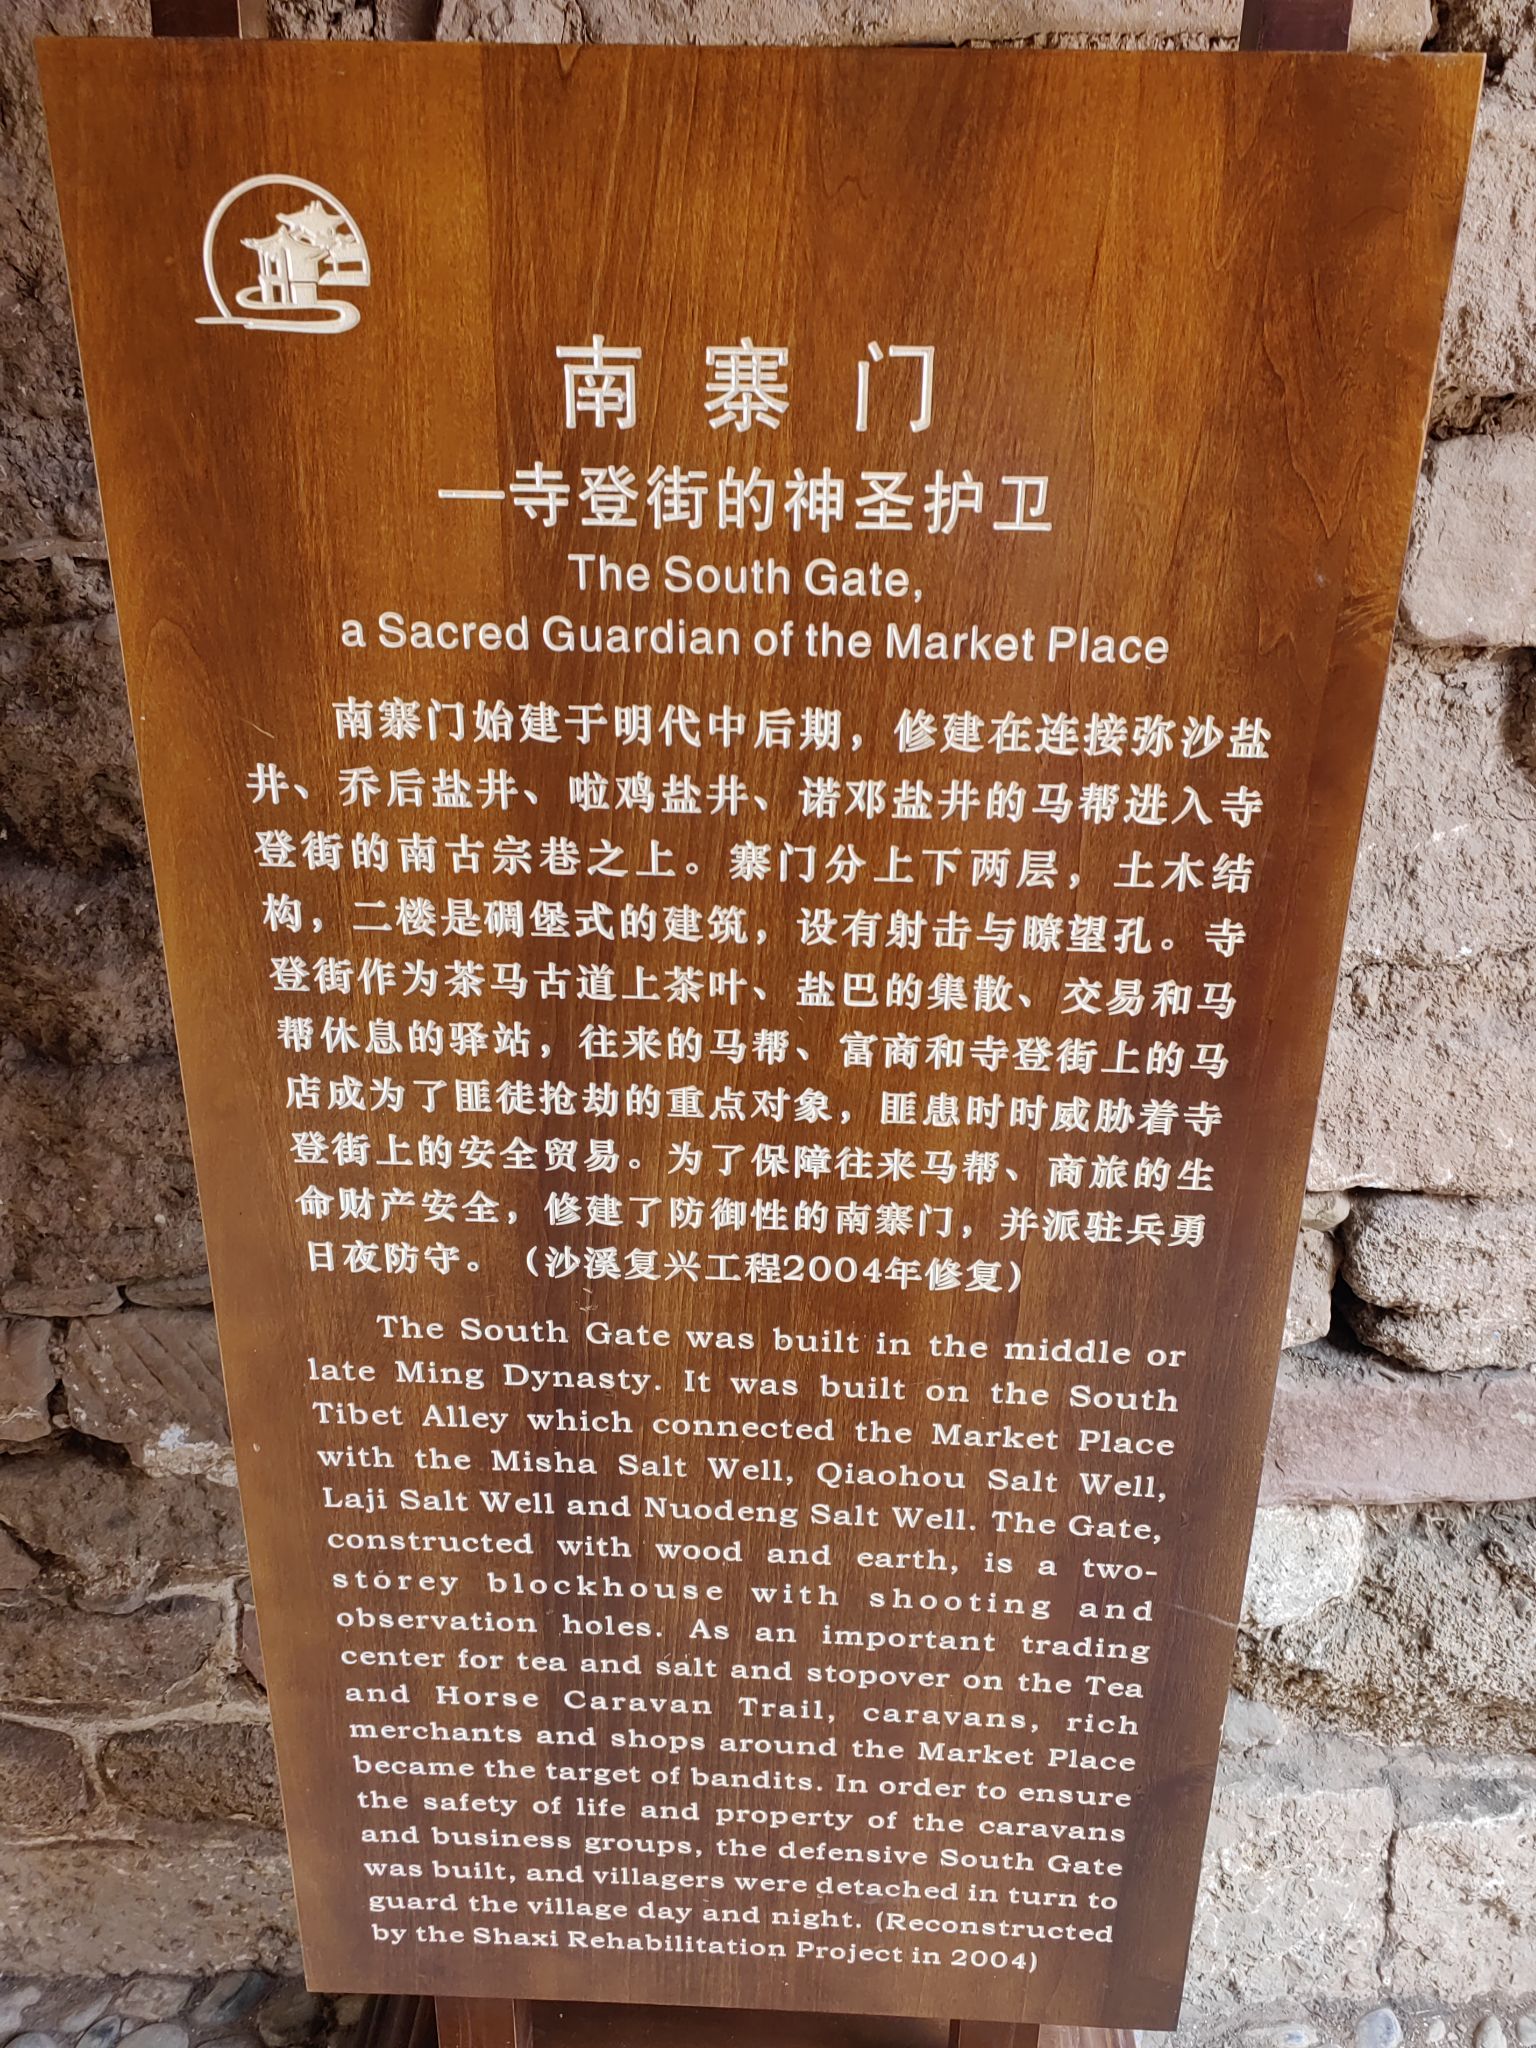 南寨门
一寺登街的神圣护卫
The South Gate,
a Sacred Guardian of the Market Place
南寨门始建于明代中后期，修建在连接弥沙盐
井、乔后盐井、啦鸡盐井、诺邓盐井的马帮进入寺
登街的南古宗巷之上。寨门分上下两层，土木结
构，二楼是碉堡式的建筑，设有射击与瞭望孔。寺
登街作为茶马古道上茶叶、盐巴的集散、交易和马
帮休息的驿站，往来的马帮、富商和寺登街上的马
店成为了匪徒抢劫的重点对象，匪患时时威胁着寺
登街上的安全贸易。为了保障往来马帮、商旅的生
命财产安全，修建了防御性的南寨门，并派驻兵勇
日夜防守。（沙溪复兴工程2004年修复）
The South Gate was built in the middle or
late Ming Dynasty. It was built on the South
Tibet Alley which connected the Market Place
with the Misha Salt Well, Qiaohou Salt Well,
Laji Salt Well and Nuodeng Salt Well. The Gate,
constructed with wood and earth, is a two-
storey blockhouse with shooting and
observation holes. As an important trading
center for tea and salt and stopover on the Tea
and Horse Caravan Trail, caravans, rich
merchants and shops around the Market Place
became the target of bandits. In order to ensure
the safety of life and property of the caravans
and business groups, the defensive South Gate
was built, and villagers were detached in turn to
guard the village day and night. (Reconstructed
by the Shaxi Rehabilitation Project in 2004)